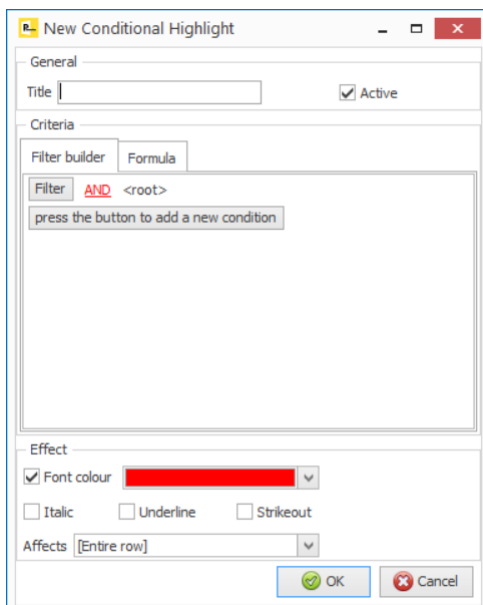 New Conditional Highlight
General
Title Active
Criteria
Filter builder Formula
Filter AND <root>
press the button to add a new condition
Effect
Font colour
Italic Underline Strikeout
Affects [Entire row]
OK Cancel